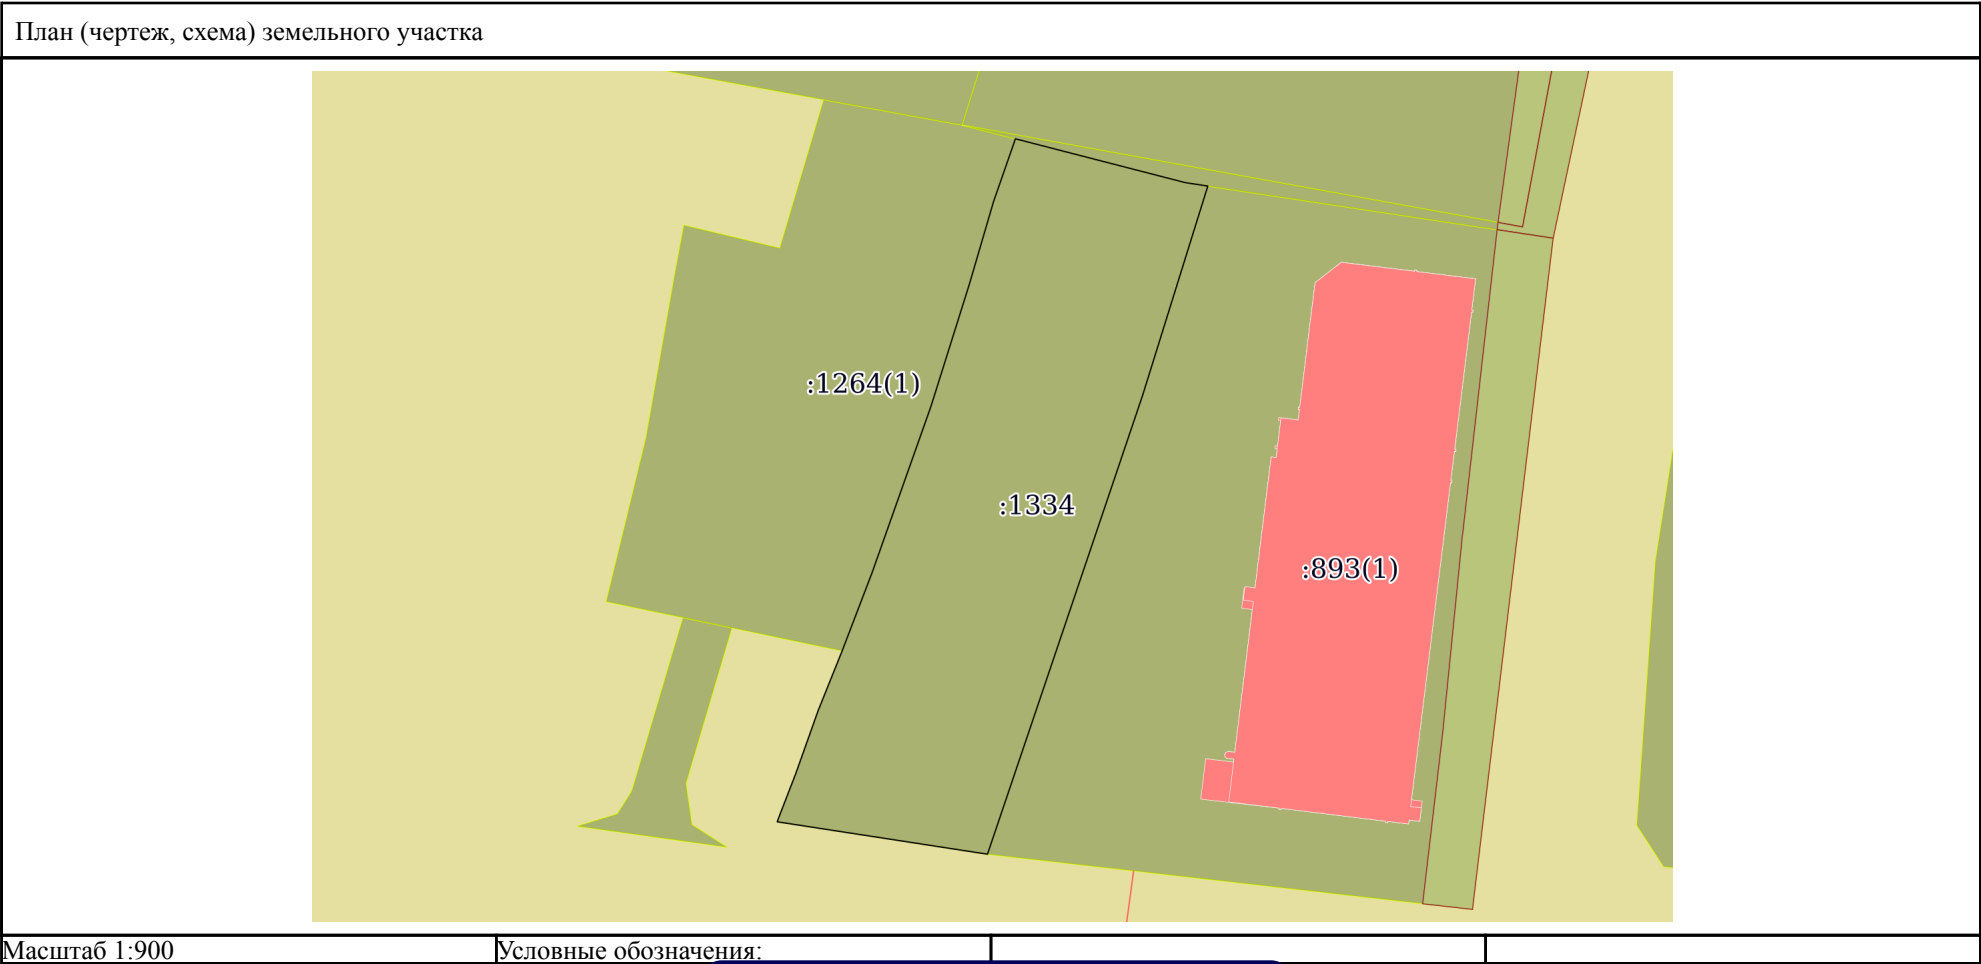 План (чертеж, схема) земельного участка
:1264(1)
:1334
:893(1)
Масштаб 1:900
Условные обозначения: